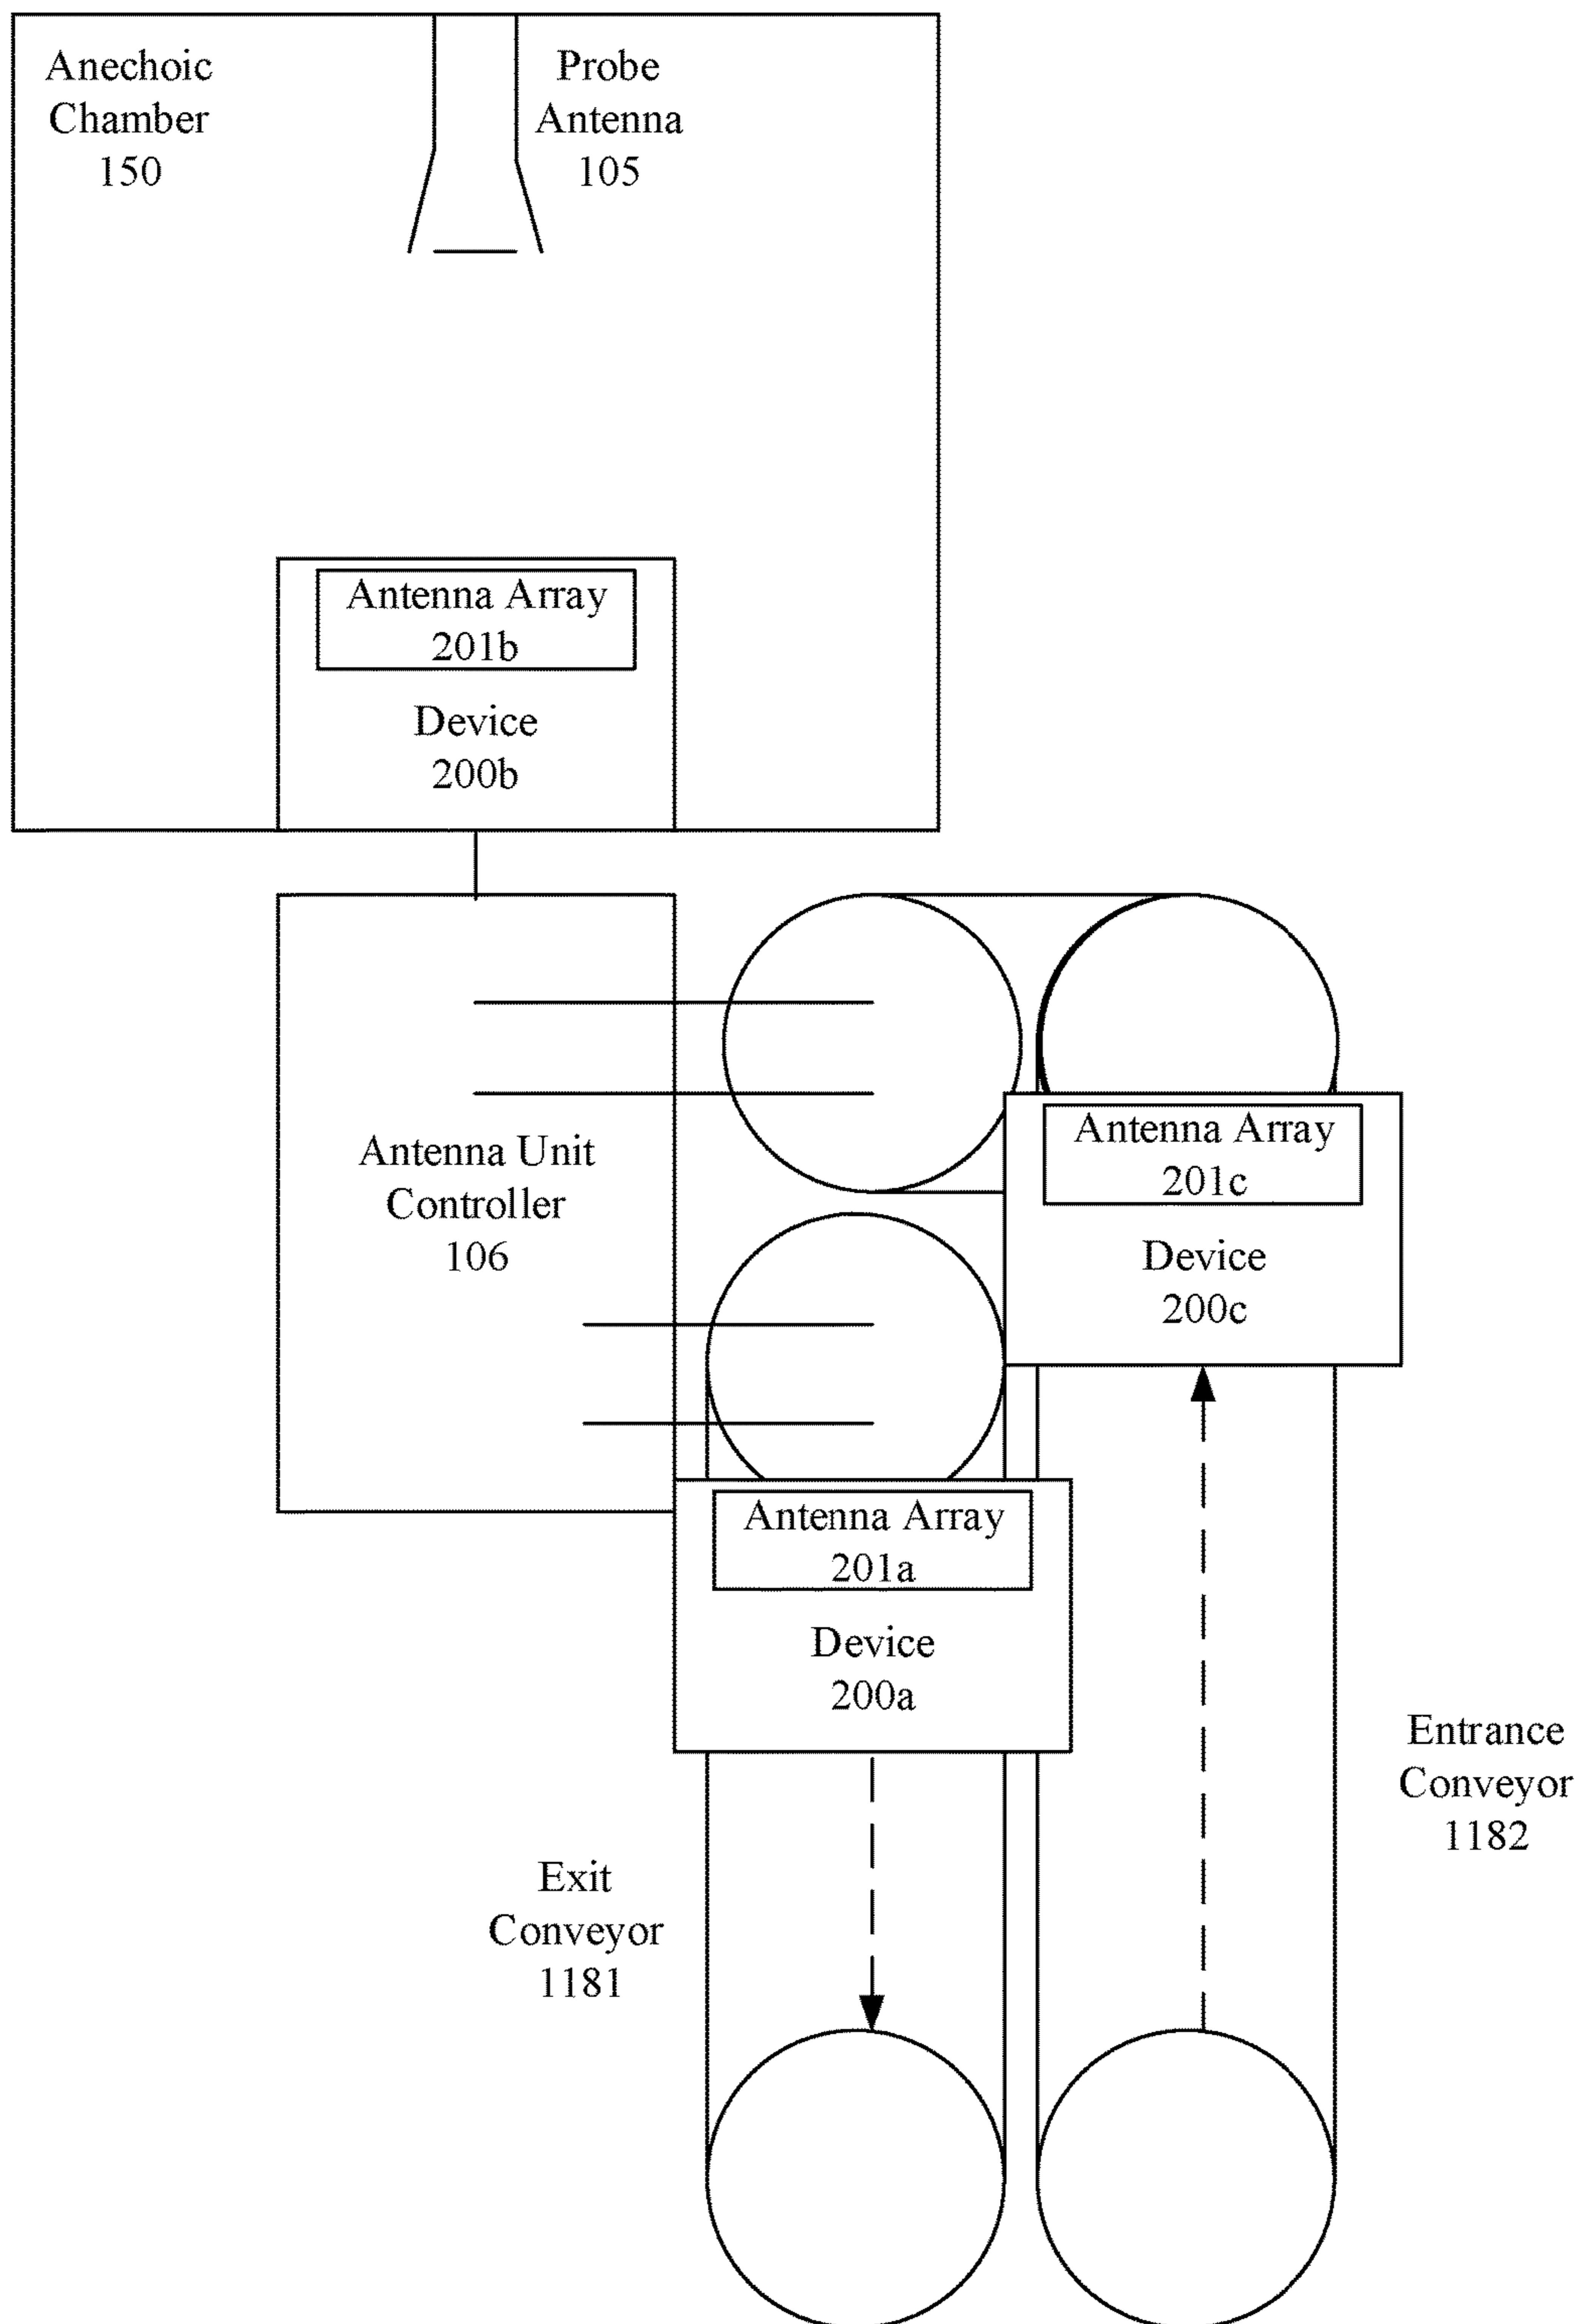 Anechoic
Chamber
150
Probe
Antenna
105
Antenna Array
201b
Device
200b
Antenna Unit
Controller
106
Antenna Array
201c
Device
200c
Antenna Array
201a
Device
200a
Entrance
Conveyor
1182
Exit
Conveyor
1181